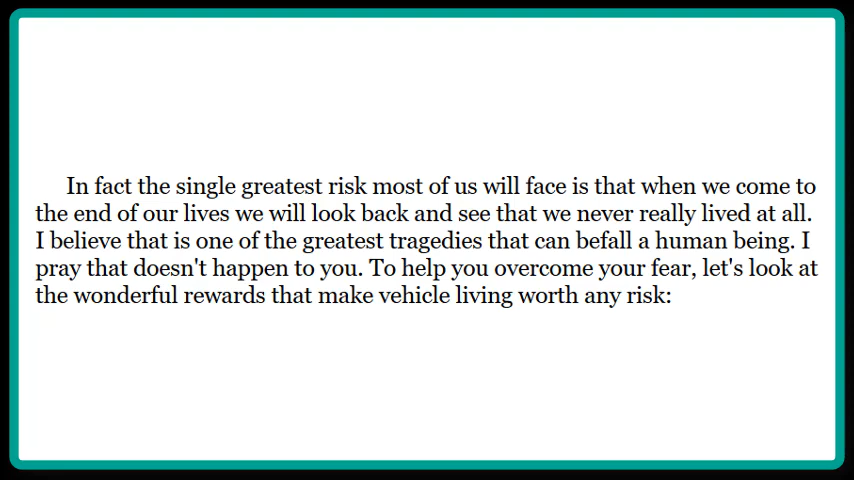 In fact the single greatest risk most of us will face is that when we come to
the end of our lives we will look back and see that we never really lived at all.
I believe that is one of the greatest tragedies that can befall a human being. I
pray that doesn't happen to you. To help you overcome your fear, let's look at
the wonderful rewards that make vehicle living worth any risk: